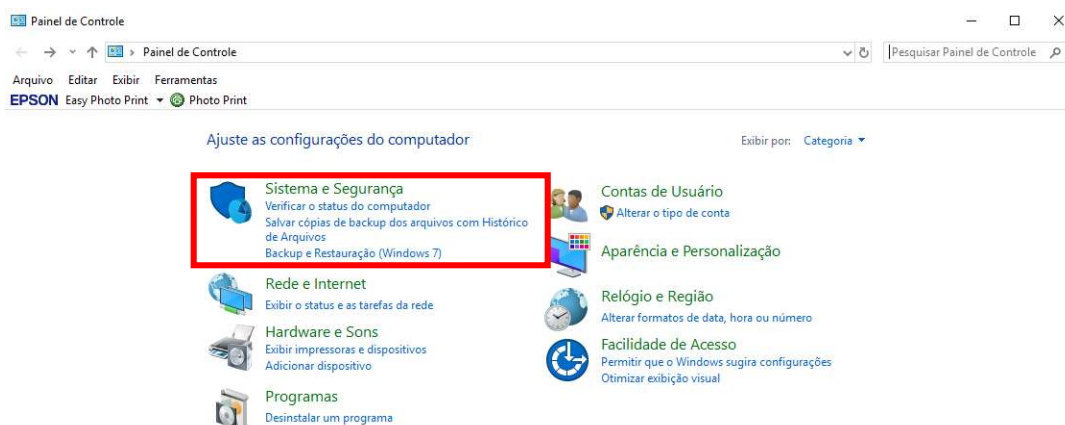 Painel de Controle
Painel de Controle
Pesquisar Painel de Controle
Arquivo Editar Exibir Ferramentas
EPSON Easy Photo Print Photo Print
Ajuste as configurações do computador
Exibir por: Categoria
Sistema e Segurança
Verificar o status do computador
Salvar cópias de backup dos arquivos com Histórico
de Arquivos
Backup e Restauração (Windows 7)
Rede e Internet
Exibir o status e as tarefas da rede
Hardware e Sons
Exibir impressoras e dispositivos
Adicionar dispositivo
Programas
Desinstalar um programa
Contas de Usuário
Alterar o tipo de conta
Aparência e Personalização
Relógio e Região
Alterar formatos de data, hora ou número
Facilidade de Acesso
Permitir que o Windows sugira configurações
Otimizar exibição visual